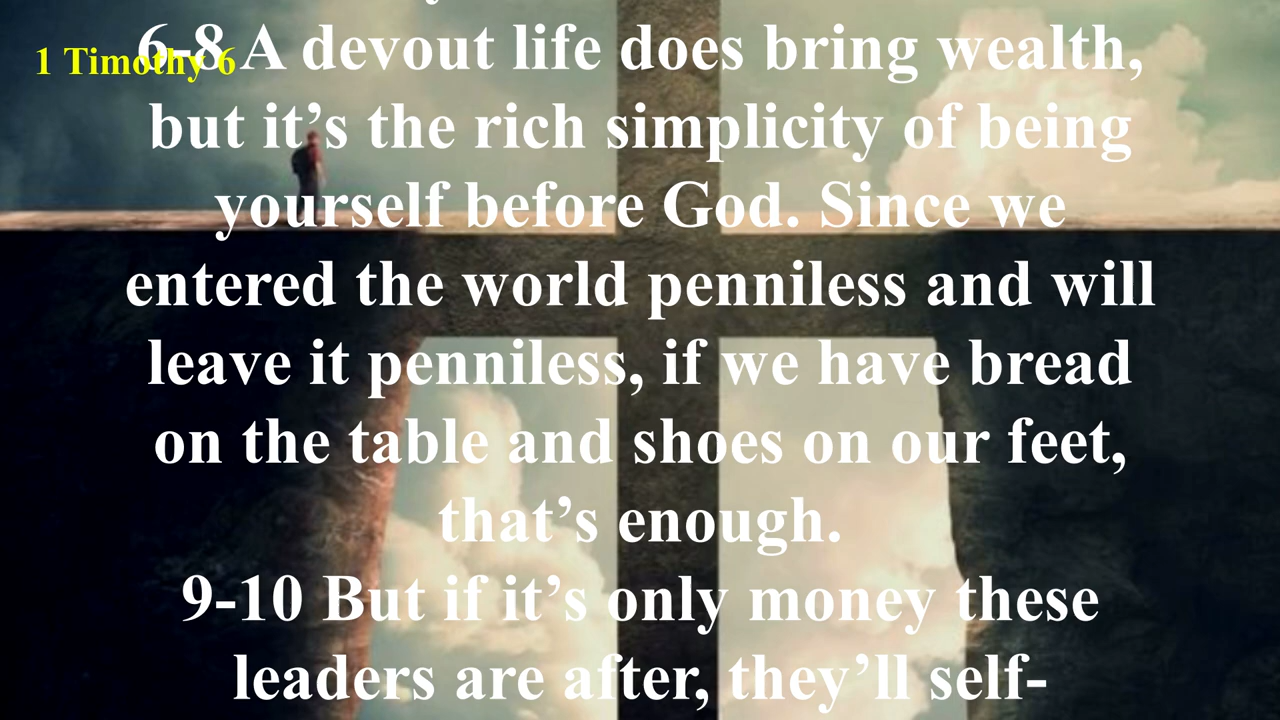 1 Timothy 6
6-8 A devout life does bring wealth,
but it’s the rich simplicity of being
yourself before God. Since we
entered the world penniless and will
leave it penniless, if we have bread
on the table and shoes on our feet,
that’s enough.
9-10 But if it’s only money these
leaders are after, they’ll self-